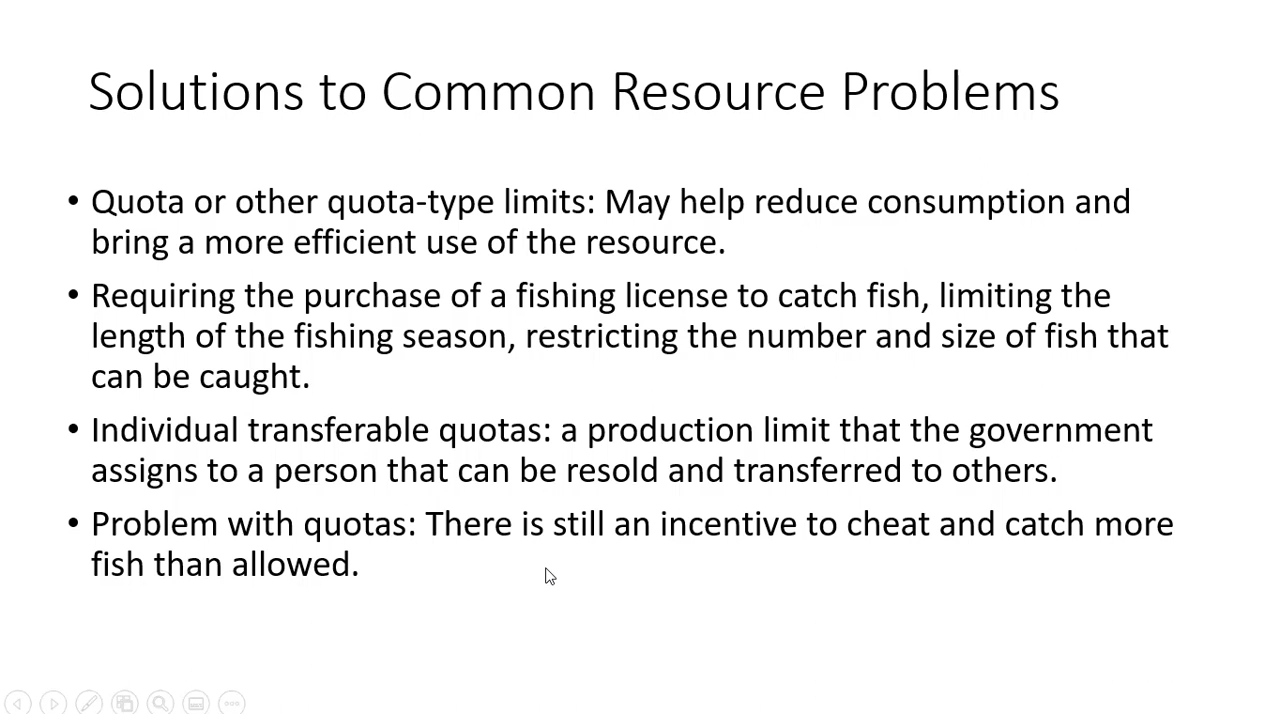 Solutions to Common Resource Problems
• Quota or other quota-type limits: May help reduce consumption and
bring a more efficient use of the resource.
• Requiring the purchase of a fishing license to catch fish, limiting the
length of the fishing season, restricting the number and size of fish that
can be caught.
• Individual transferable quotas: a production limit that the government
assigns to a person that can be resold and transferred to others.
• Problem with quotas: There is still an incentive to cheat and catch more
fish than allowed.